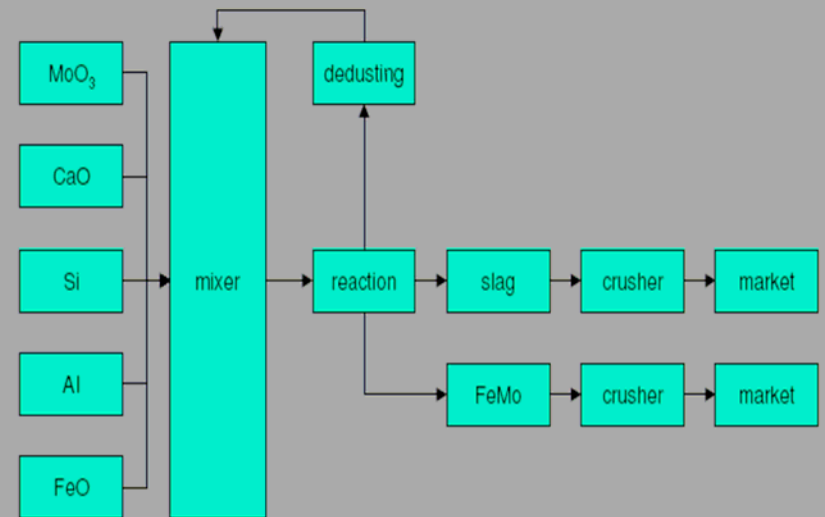 MoO₃
dedusting
CaO
Si
mixer
reaction
slag
crusher
market
Al
FeMo
crusher
market
FeO